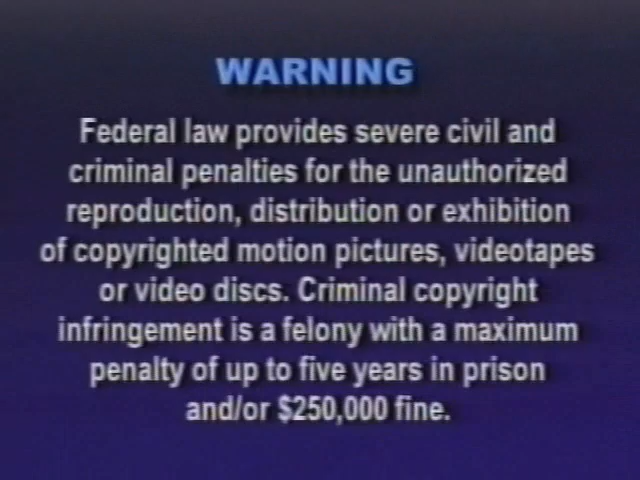 WARNING
Federal law provides severe civil and
criminal penalties for the unauthorized
reproduction, distribution or exhibition
of copyrighted motion pictures, videotapes
or video discs. Criminal copyright
infringement is a felony with a maximum
penalty of up to five years in prison
and/or $250,000 fine.